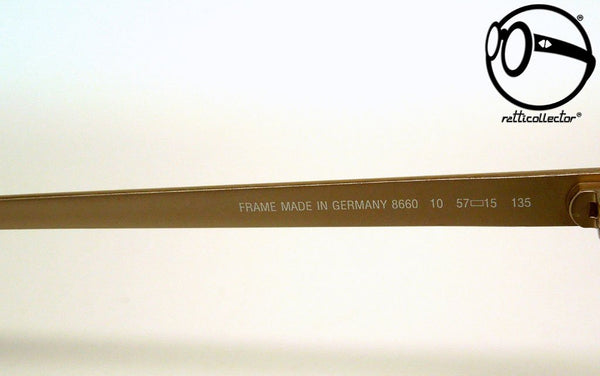 retticollector®
FRAME MADE IN GERMANY 8660 10 57▭15 135